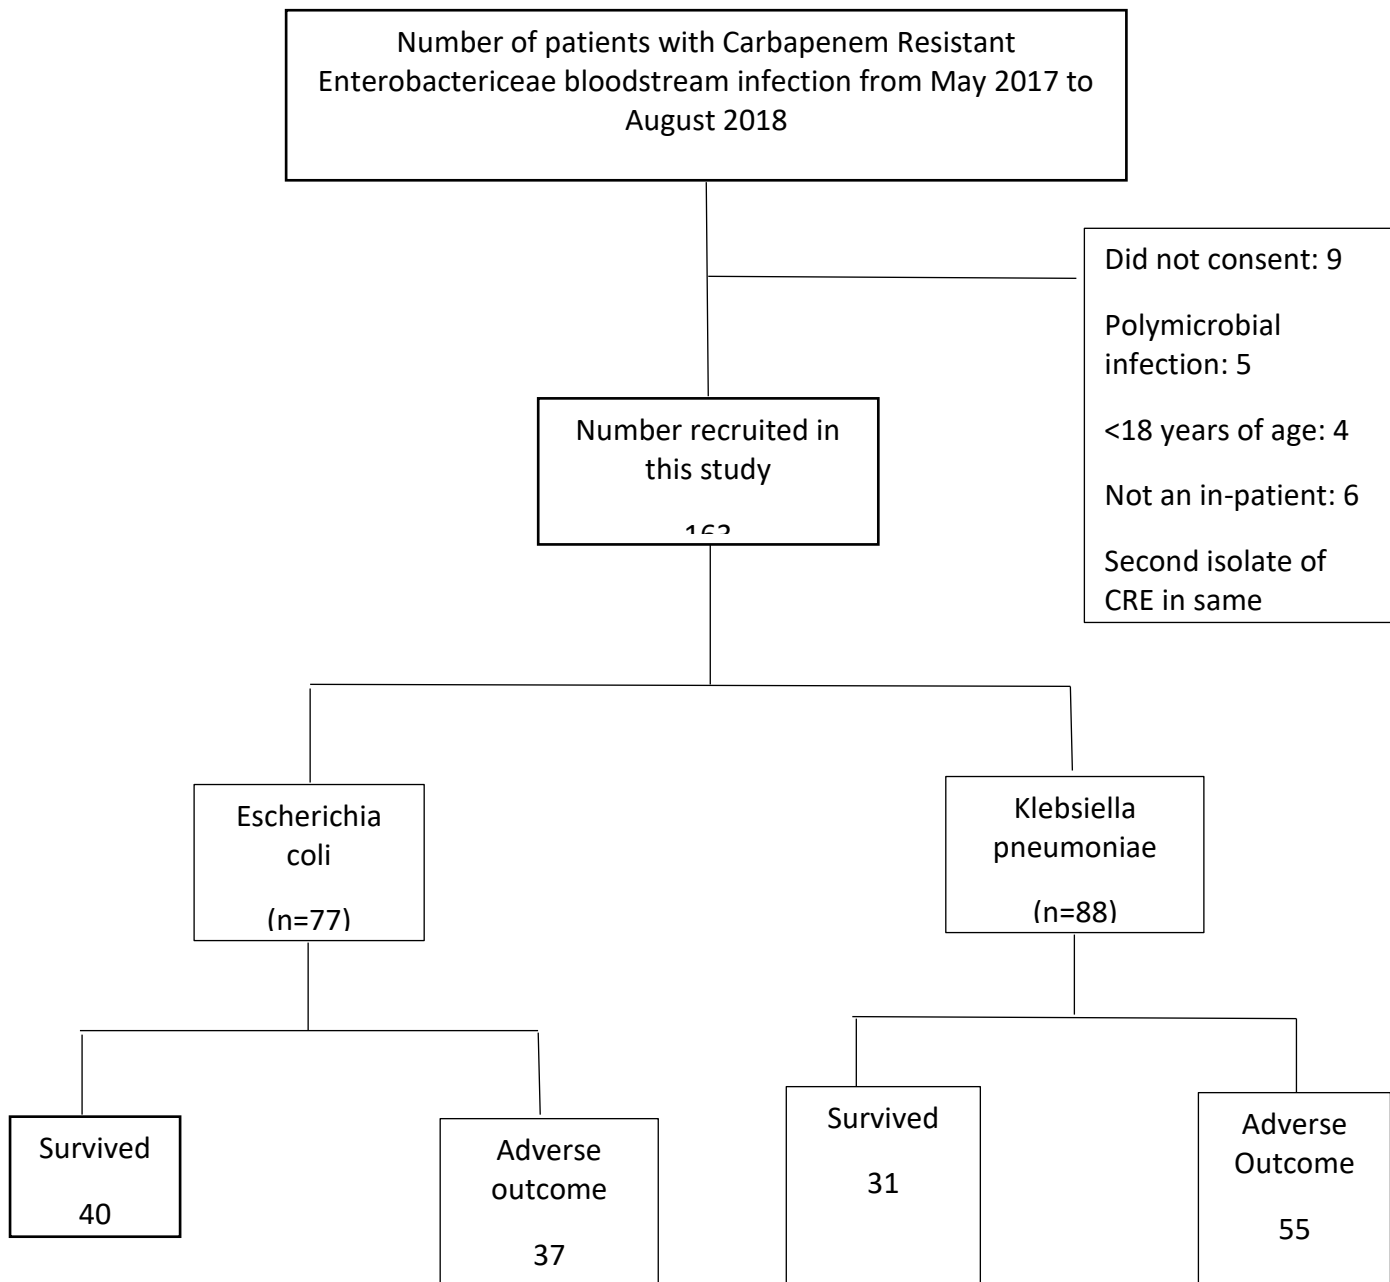 Number of patients with Carbapenem Resistant
Enterobactericeae bloodstream infection from May 2017 to
August 2018
Did not consent: 9
Polymicrobial
infection: 5
<18 years of age: 4
Not an in-patient: 6
Second isolate of
CRE in same
Number recruited in
this study
Escherichia
coli
(n=77)
Klebsiella
pneumoniae
(n=88)
Survived
40
Adverse
outcome
37
Survived
31
Adverse
Outcome
55